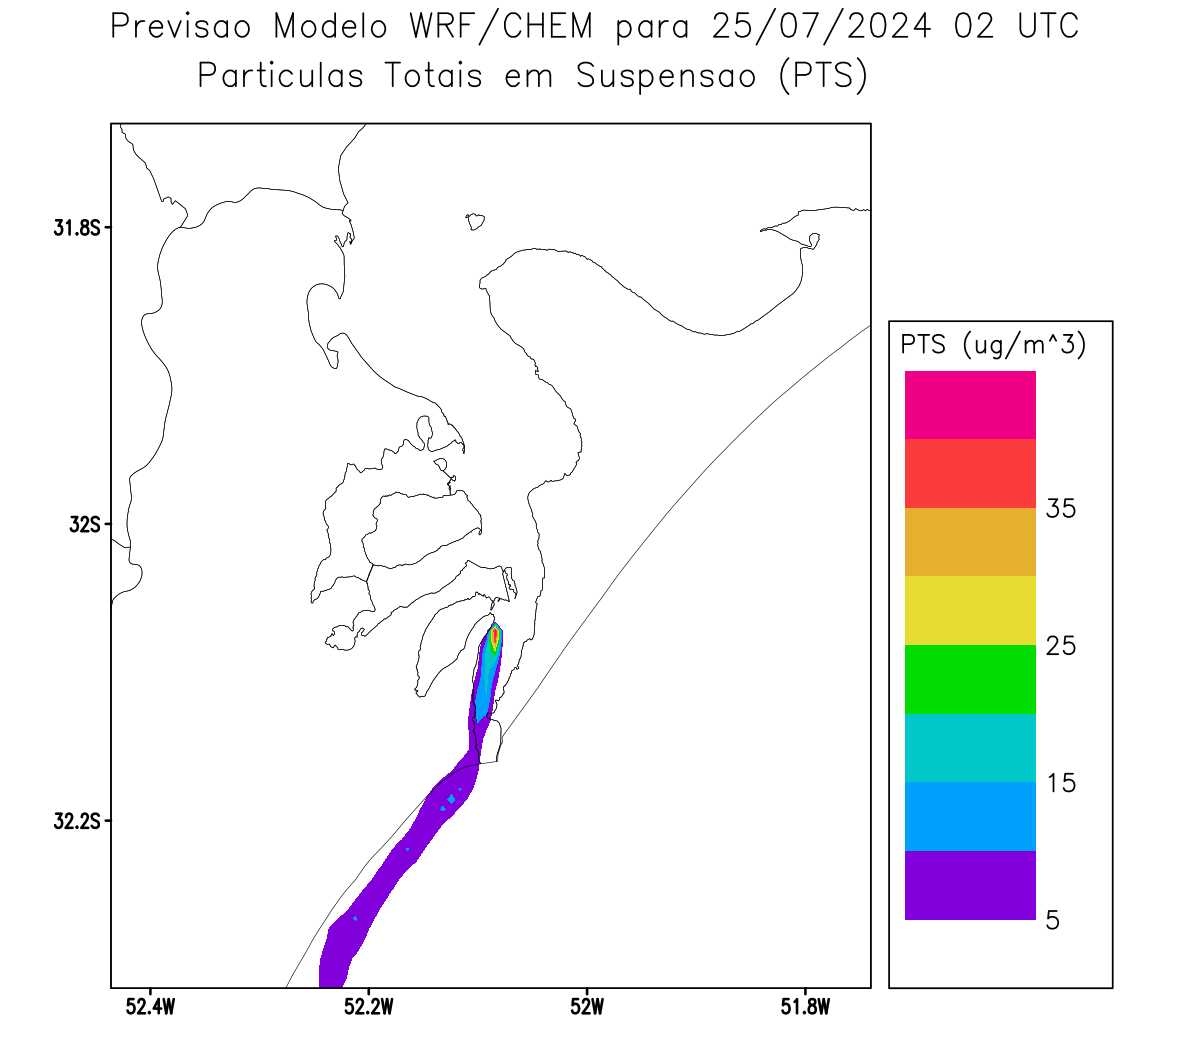 Previsao Modelo WRF/CHEM para 25/07/2024 02 UTC
Particulas Totais em Suspensao (PTS)
31.8S
32S
32.2S
52.4W
52.2W
52W
51.8W
PTS (ug/m^3)
35
25
15
5